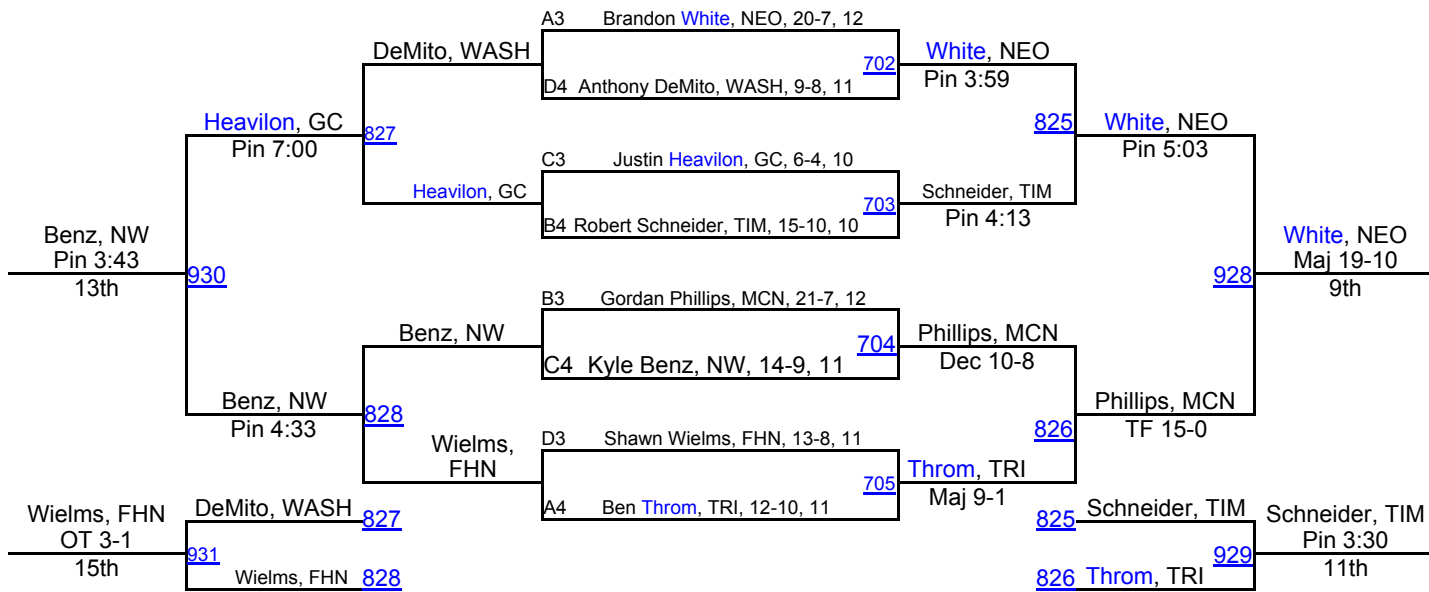 A3 Brandon White, NEO, 20-7, 12
DeMito, WASH
702
White, NEO
Pin 3:59
D4 Anthony DeMito, WASH, 9-8, 11
Heavilon, GC
Pin 7:00
827
825
White, NEO
Pin 5:03
C3 Justin Heavilon, GC, 6-4, 10
Heavilon, GC
703
Schneider, TIM
Pin 4:13
B4 Robert Schneider, TIM, 15-10, 10
Benz, NW
Pin 3:43
13th
930
928
White, NEO
Maj 19-10
9th
B3 Gordan Phillips, MCN, 21-7, 12
Benz, NW
704
Phillips, MCN
Dec 10-8
C4 Kyle Benz, NW, 14-9, 11
Benz, NW
Pin 4:33
828
826
Phillips, MCN
TF 15-0
D3 Shawn Wielms, FHN, 13-8, 11
Wielms,
FHN
705
Throm, TRI
Maj 9-1
A4 Ben Throm, TRI, 12-10, 11
Wielms, FHN
OT 3-1
15th
DeMito, WASH 827
931
Wielms, FHN 828
825 Schneider, TIM
929
826 Throm, TRI
Schneider, TIM
Pin 3:30
11th